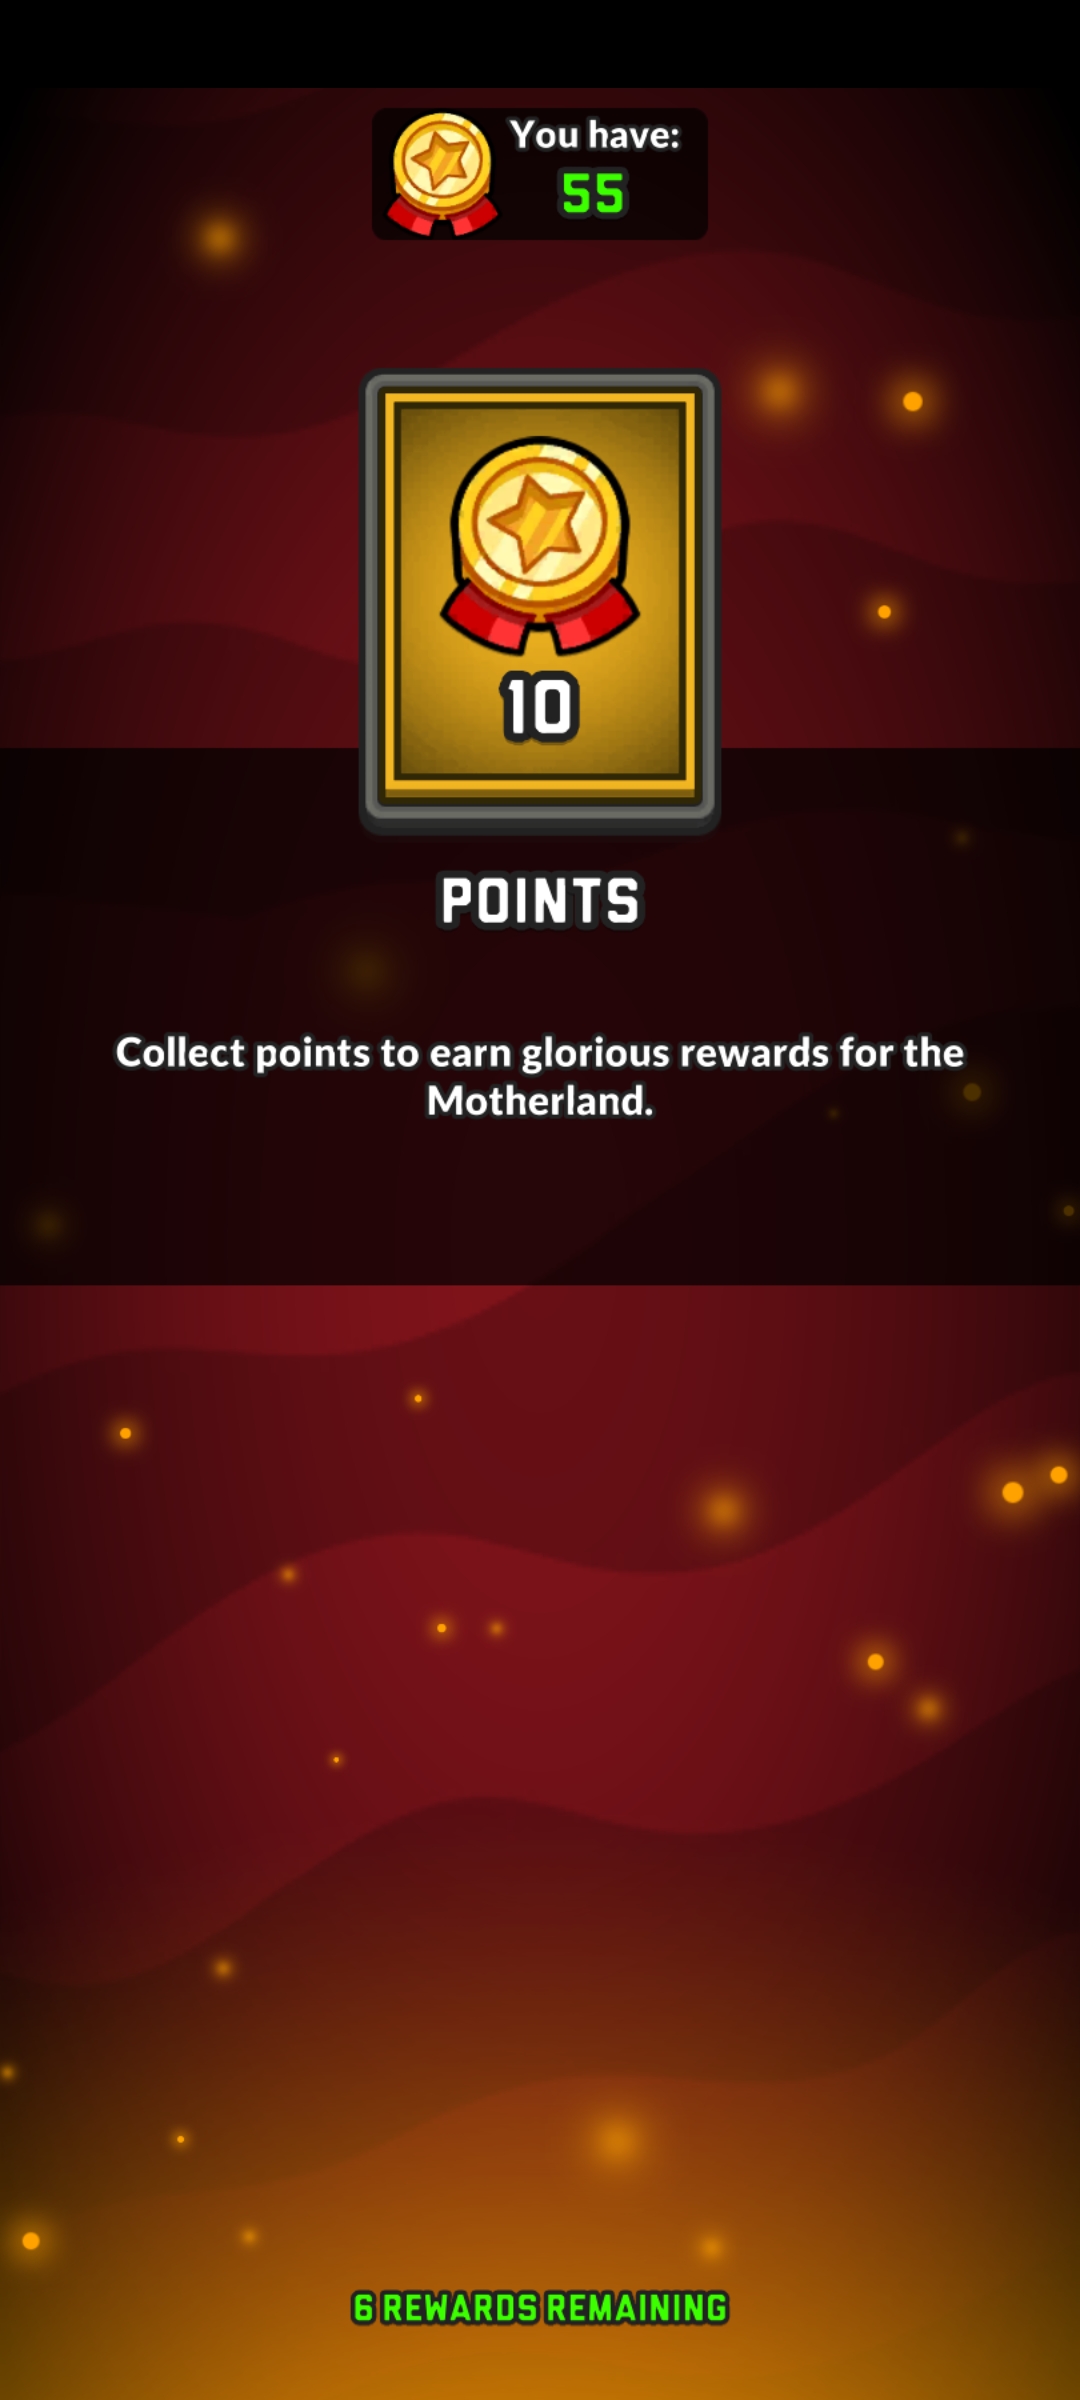 You have:
55
10
POINTS
Collect points to earn glorious rewards for the
Motherland.
6 REWARDS REMAINING